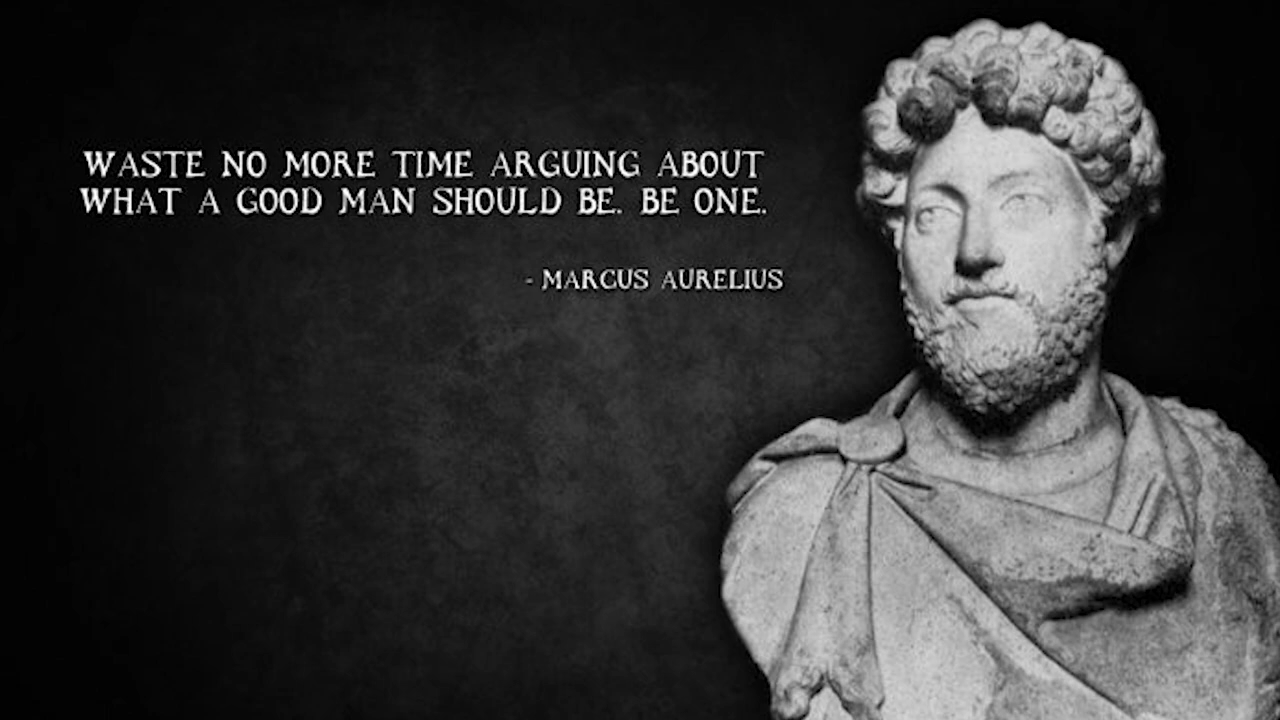 WASTE NO MORE TIME ARGUING ABOUT
WHAT A GOOD MAN SHOULD BE. BE ONE.
- MARCUS AURELIUS